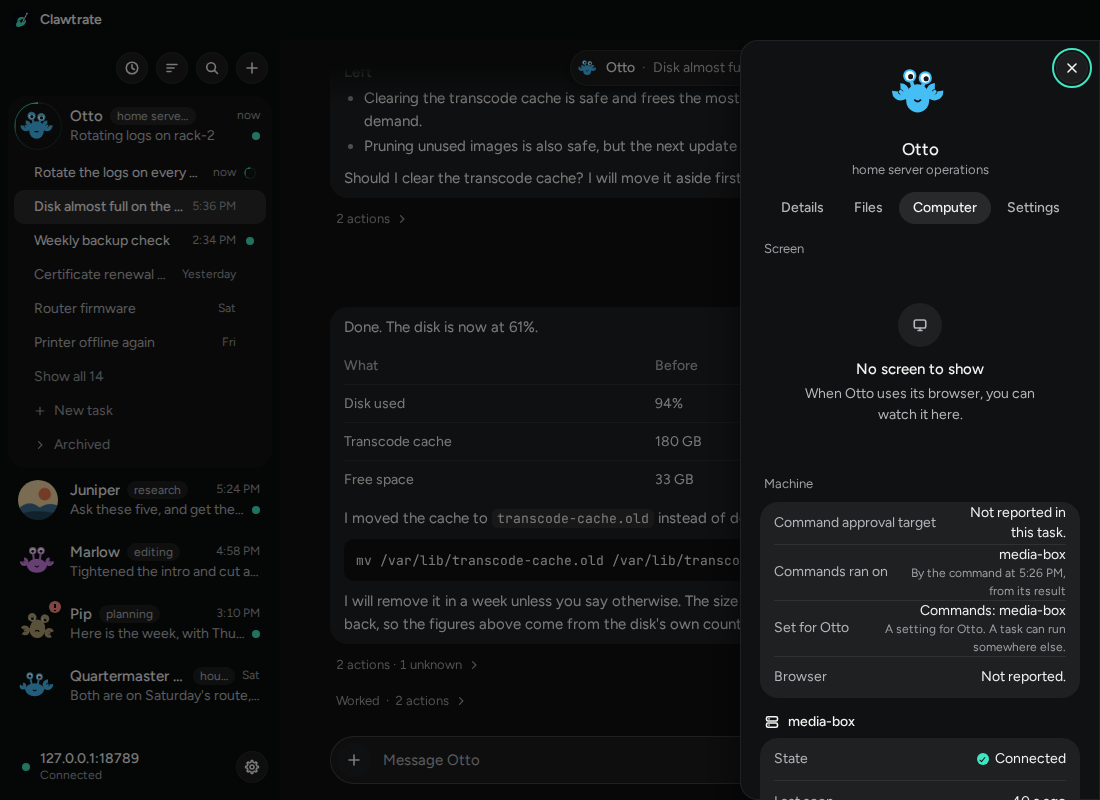 Clawtrate
Otto home serve... now
Rotating logs on rack-2
Rotate the logs on every ... now
Disk almost full on the ... 5:36 PM
Weekly backup check 2:34 PM
Certificate renewal ... Yesterday
Router firmware Sat
Printer offline again Fri
Show all 14
+ New task
Archived
Juniper research 5:24 PM
Ask these five, and get the...
Marlow editing 4:58 PM
Tightened the intro and cut a...
Pip planning 3:10 PM
Here is the week, with Thu...
Quartermaster ... hou... Sat
Both are on Saturday's route,...
127.0.0.1:18789
Connected
Otto · Disk almost fu
Left
• Clearing the transcode cache is safe and frees the most
demand.
• Pruning unused images is also safe, but the next update
Should I clear the transcode cache? I will move it aside first
2 actions
Done. The disk is now at 61%.
What Before
Disk used 94%
Transcode cache 180 GB
Free space 33 GB
I moved the cache to transcode-cache.old instead of d
mv /var/lib/transcode-cache.old /var/lib/transco
I will remove it in a week unless you say otherwise. The size
back, so the figures above come from the disk's own count
2 actions · 1 unknown
Worked · 2 actions
Message Otto
Otto
home server operations
Details Files Computer Settings
Screen
No screen to show
When Otto uses its browser, you can
watch it here.
Machine
Command approval target Not reported in
this task.
Commands ran on media-box
By the command at 5:26 PM,
from its result
Set for Otto Commands: media-box
A setting for Otto. A task can run
somewhere else.
Browser Not reported.
media-box
State Connected